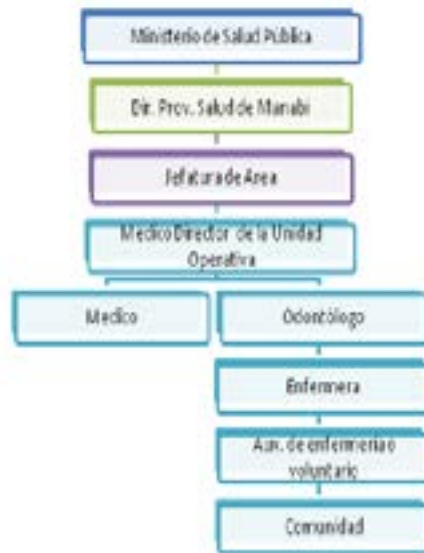 Ministerio de Salud Pública
Dir. Prov. Salud de Manabi
Jefatura de Area
Medico Director de la Unidad
Operativa
Medico
Odontólogo
Enfermera
Aux. de enfermeria o
voluntario
Comunidad